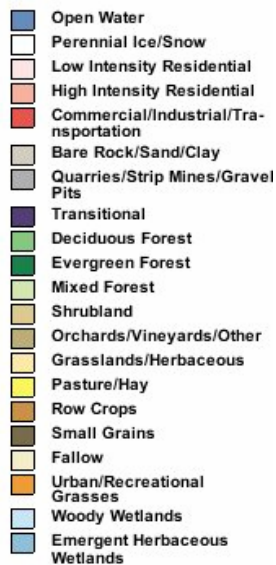 Open Water
Perennial Ice/Snow
Low Intensity Residential
High Intensity Residential
Commercial/Industrial/Tra-
nsportation
Bare Rock/Sand/Clay
Quarries/Strip Mines/Gravel
Pits
Transitional
Deciduous Forest
Evergreen Forest
Mixed Forest
Shrubland
Orchards/Vineyards/Other
Grasslands/Herbaceous
Pasture/Hay
Row Crops
Small Grains
Fallow
Urban/Recreational
Grasses
Woody Wetlands
Emergent Herbaceous
Wetlands